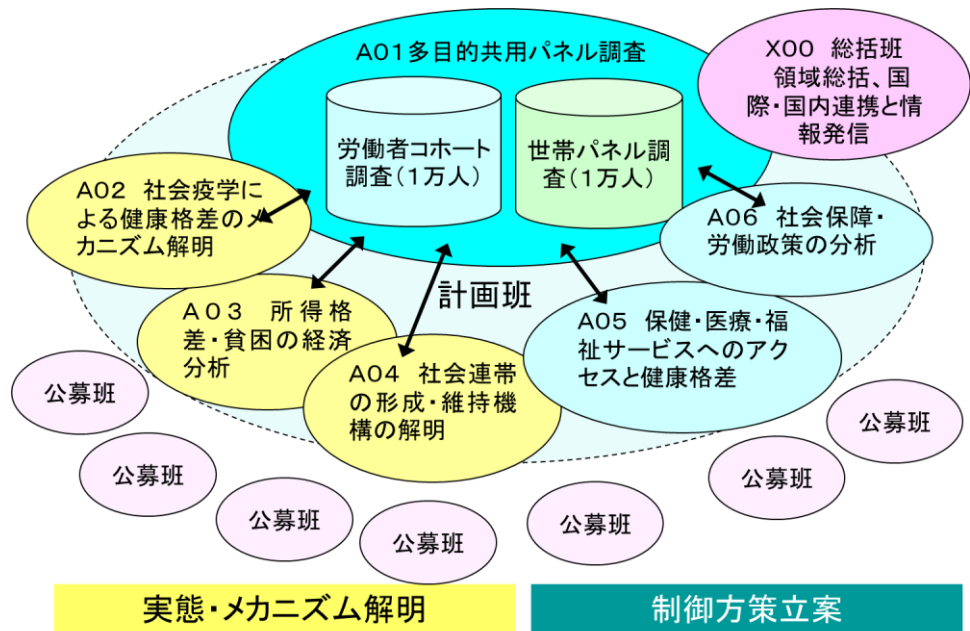 A01多目的共用パネル調査
労働者コホート
調査(1万人)
世帯パネル調
査(1万人)
X00 総括班
領域総括、国
際・国内連携と情
報発信
A02 社会疫学に
よる健康格差のメ
カニズム解明
A06 社会保障・
労働政策の分析
計画班
A03 所得格
差・貧困の経済
分析
A05 保健・医療・福
祉サービスへのアク
セスと健康格差
A04 社会連帯
の形成・維持機
構の解明
公募班
公募班
公募班
公募班
公募班
公募班
公募班
実態・メカニズム解明
制御方策立案